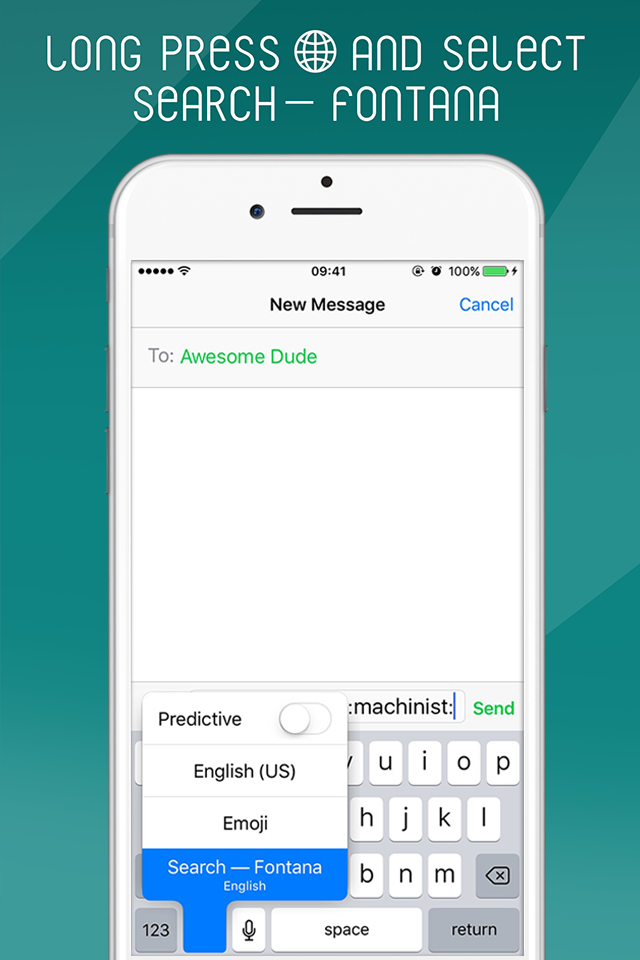 LONG PRESS AND SELECT
SEARCH— FONTANA
09:41 100%
New Message Cancel
To: Awesome Dude
:machinist: Send
Predictive
English (US)
Emoji
Search — Fontana
English
u i o p
h j k l
b n m
123 space return